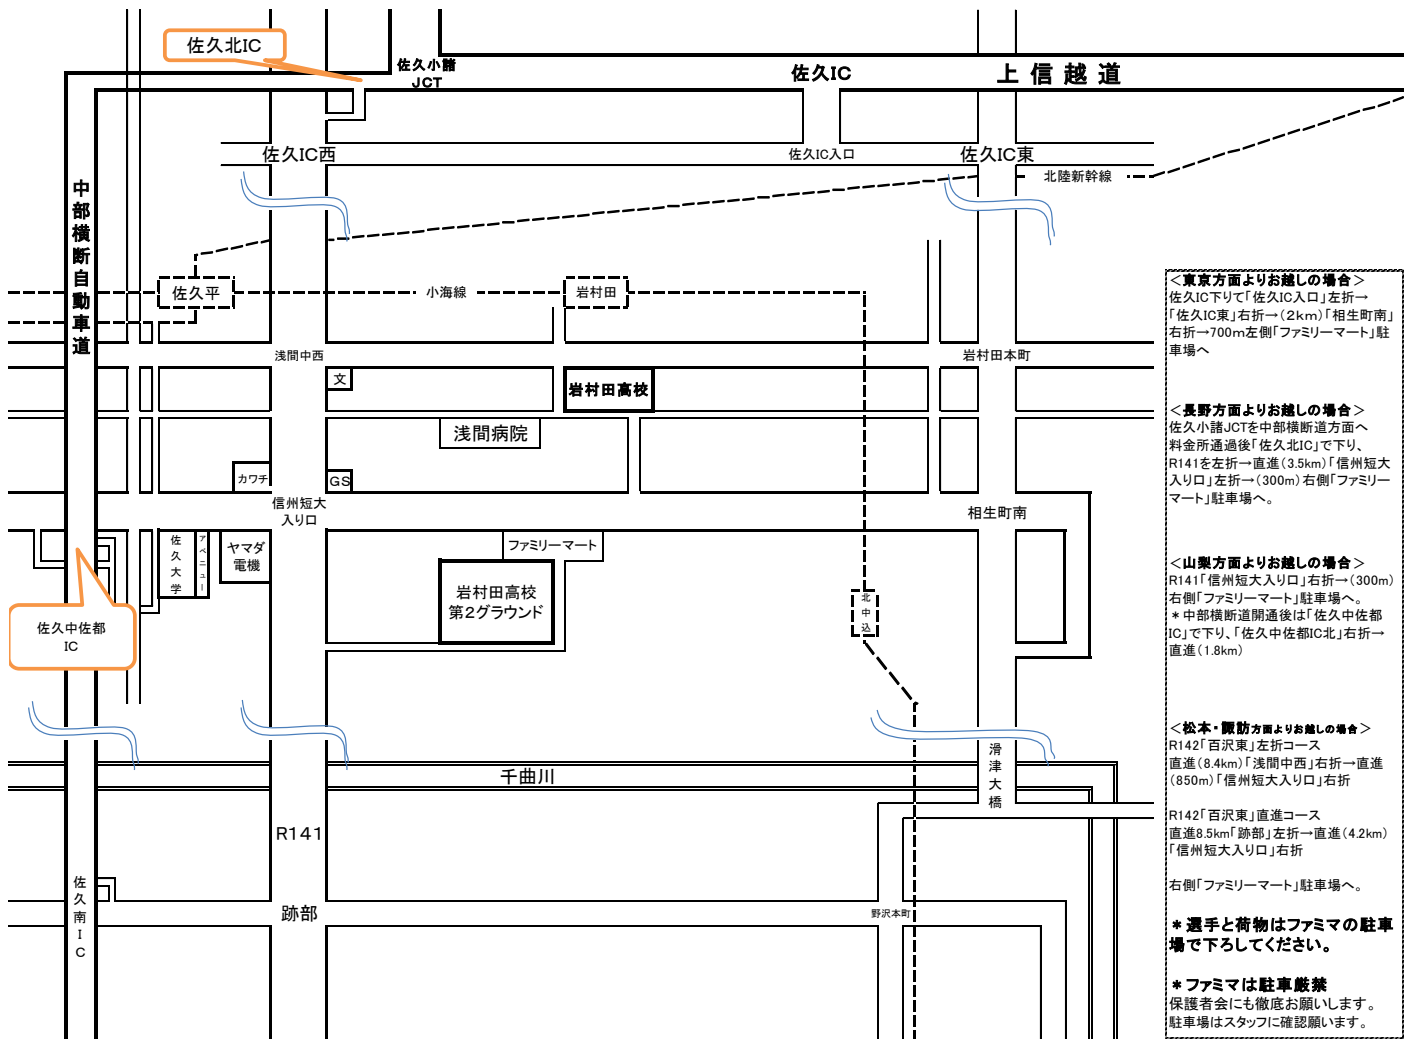 佐久北IC
佐久小諸
JCT
佐久IC
上信越道
佐久IC西
佐久IC入口
佐久IC東
北陸新幹線
中部横断自動車道
佐久平
小海線
岩村田
浅間中西
岩村田本町
文
岩村田高校
浅間病院
カワチ
GS
信州短大
入り口
相生町南
佐久大学
アベニュー
ヤマダ
電機
ファミリーマート
岩村田高校
第2グラウンド
北中込
佐久中佐都
IC
滑津大橋
千曲川
R141
佐久南IC
跡部
野沢本町
＜東京方面よりお越しの場合＞
佐久IC下りて「佐久IC入口」左折→
「佐久IC東」右折→(2km)「相生町南」
右折→700m左側「ファミリーマート」駐
車場へ
＜長野方面よりお越しの場合＞
佐久小諸JCTを中部横断道方面へ
料金所通過後「佐久北IC」で下り、
R141を左折→直進(3.5km)「信州短大
入り口」左折→(300m)右側「ファミリー
マート」駐車場へ。
＜山梨方面よりお越しの場合＞
R141「信州短大入り口」右折→(300m)
右側「ファミリーマート」駐車場へ。
＊中部横断道開通後は「佐久中佐都
IC」で下り、「佐久中佐都IC北」右折→
直進(1.8km)
＜松本・諏訪方面よりお越しの場合＞
R142「百沢東」左折コース
直進(8.4km)「浅間中西」右折→直進
(850m)「信州短大入り口」右折
R142「百沢東」直進コース
直進8.5km「跡部」左折→直進(4.2km)
「信州短大入り口」右折
右側「ファミリーマート」駐車場へ。
＊選手と荷物はファミマの駐車
場で下ろしてください。
＊ファミマは駐車厳禁
保護者会にも徹底お願いします。
駐車場はスタッフに確認願います。